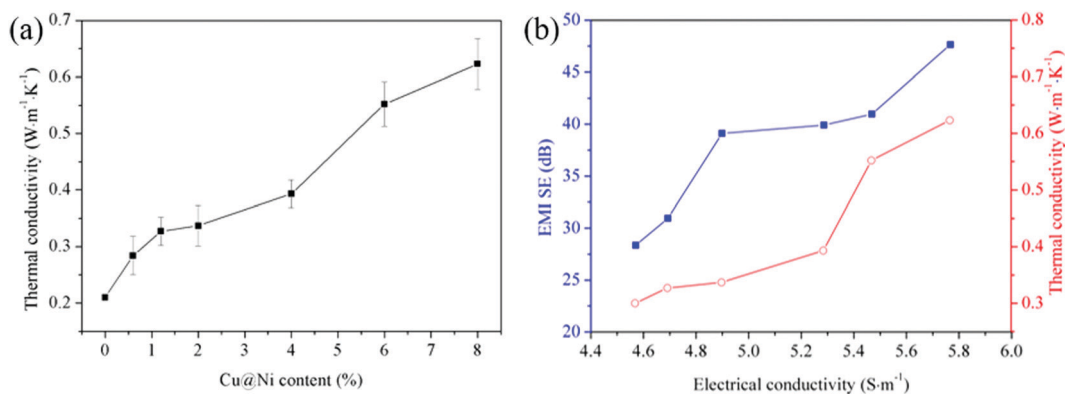 (a)
Thermal conductivity (W·m⁻¹·K⁻¹)
0.7
0.6
0.5
0.4
0.3
0.2
0 1 2 3 4 5 6 7 8
Cu@Ni content (%)
(b)
EMI SE (dB)
50
45
40
35
30
25
20
4.4 4.6 4.8 5.0 5.2 5.4 5.6 5.8 6.0
Electrical conductivity (S·m⁻¹)
0.8
0.7
0.6
0.5
0.4
0.3
Thermal conductivity (W·m⁻¹·K⁻¹)